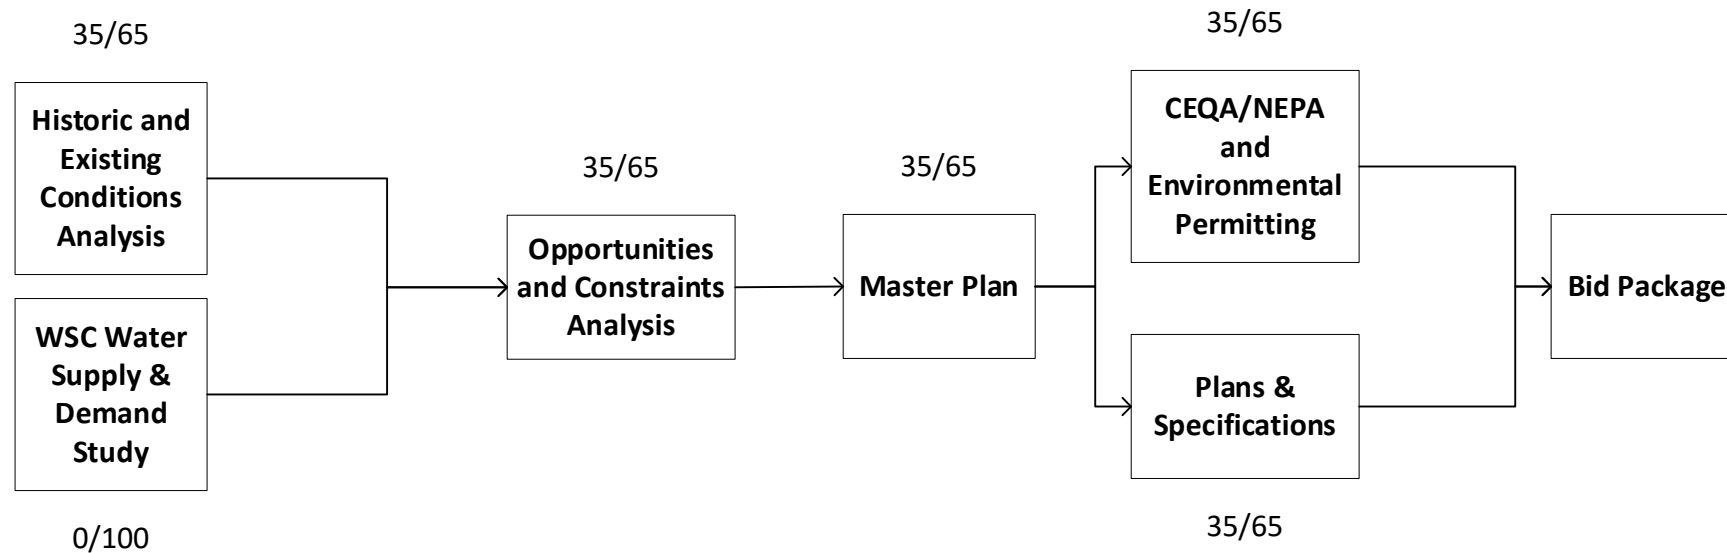 35/65
Historic and
Existing
Conditions
Analysis
WSC Water
Supply &
Demand
Study
0/100
35/65
Opportunities
and Constraints
Analysis
35/65
Master Plan
35/65
CEQA/NEPA
and
Environmental
Permitting
Plans &
Specifications
35/65
Bid Package